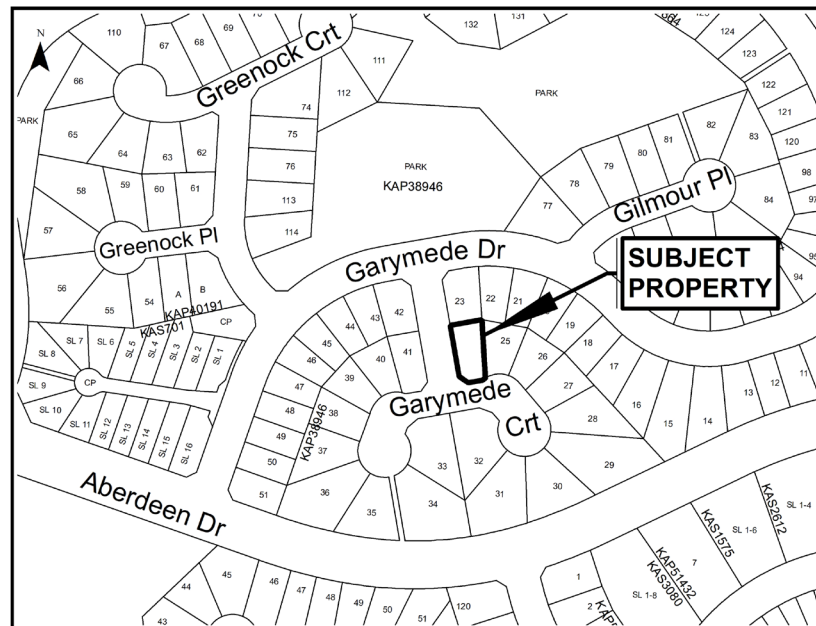 132
131
110
67
68
69
124
123
N
Greenock Crt
111
112
66
74
PARK
122
121
PARK
65
75
82
83
120
64
63
62
76
PARK
KAP38946
81
80
79
78
58
59
60
61
113
77
Gilmour Pl
84
98
97
57
114
Greenock Pl
Garymede Dr
SUBJECT
PROPERTY
95
94
56
55
54
A
B
KAP40191
KAS701
CP
SL 8
SL 7
SL 6
SL 5
SL 4
SL 3
SL 2
SL 1
42
43
44
45
46
41
40
39
23
22
21
19
18
25
26
17
SL 9
CP
47
38
Garymede
Crt
27
16
SL 10
SL 11
SL 12
SL 13
SL 14
SL 15
SL 16
48
49
KAP38946
37
50
51
36
35
33
32
28
29
15
14
13
12
11
34
31
30
Aberdeen Dr
SL 1-4
KAS2612
SL 1-6
KAS1575
7
KAP51432
KAS3080
SL 1-8
1
2
44
45
43
46
47
48
49
50
51
120